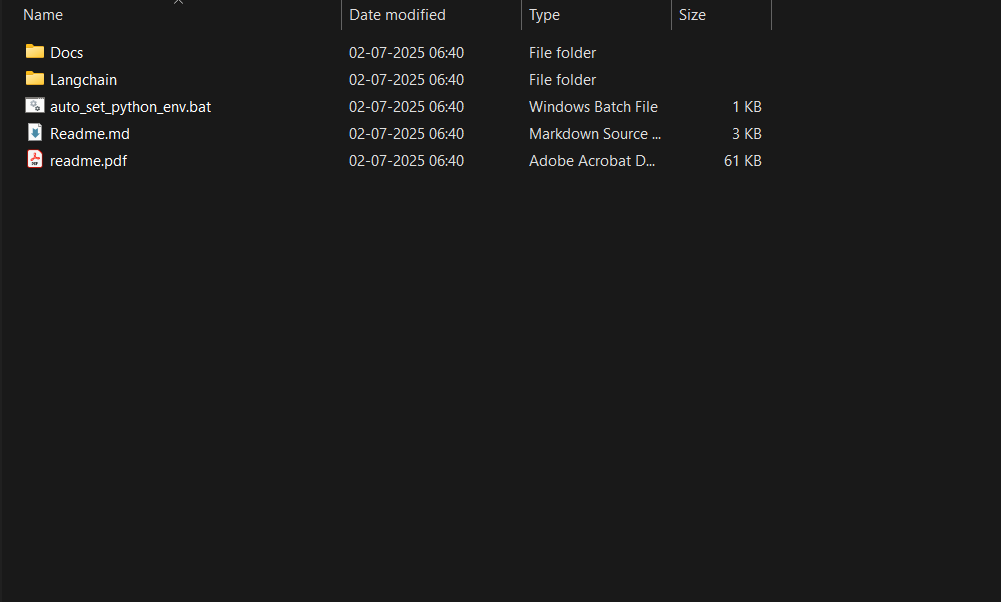 Name Date modified Type Size
Docs 02-07-2025 06:40 File folder
Langchain 02-07-2025 06:40 File folder
auto_set_python_env.bat 02-07-2025 06:40 Windows Batch File 1 KB
Readme.md 02-07-2025 06:40 Markdown Source ... 3 KB
readme.pdf 02-07-2025 06:40 Adobe Acrobat D... 61 KB